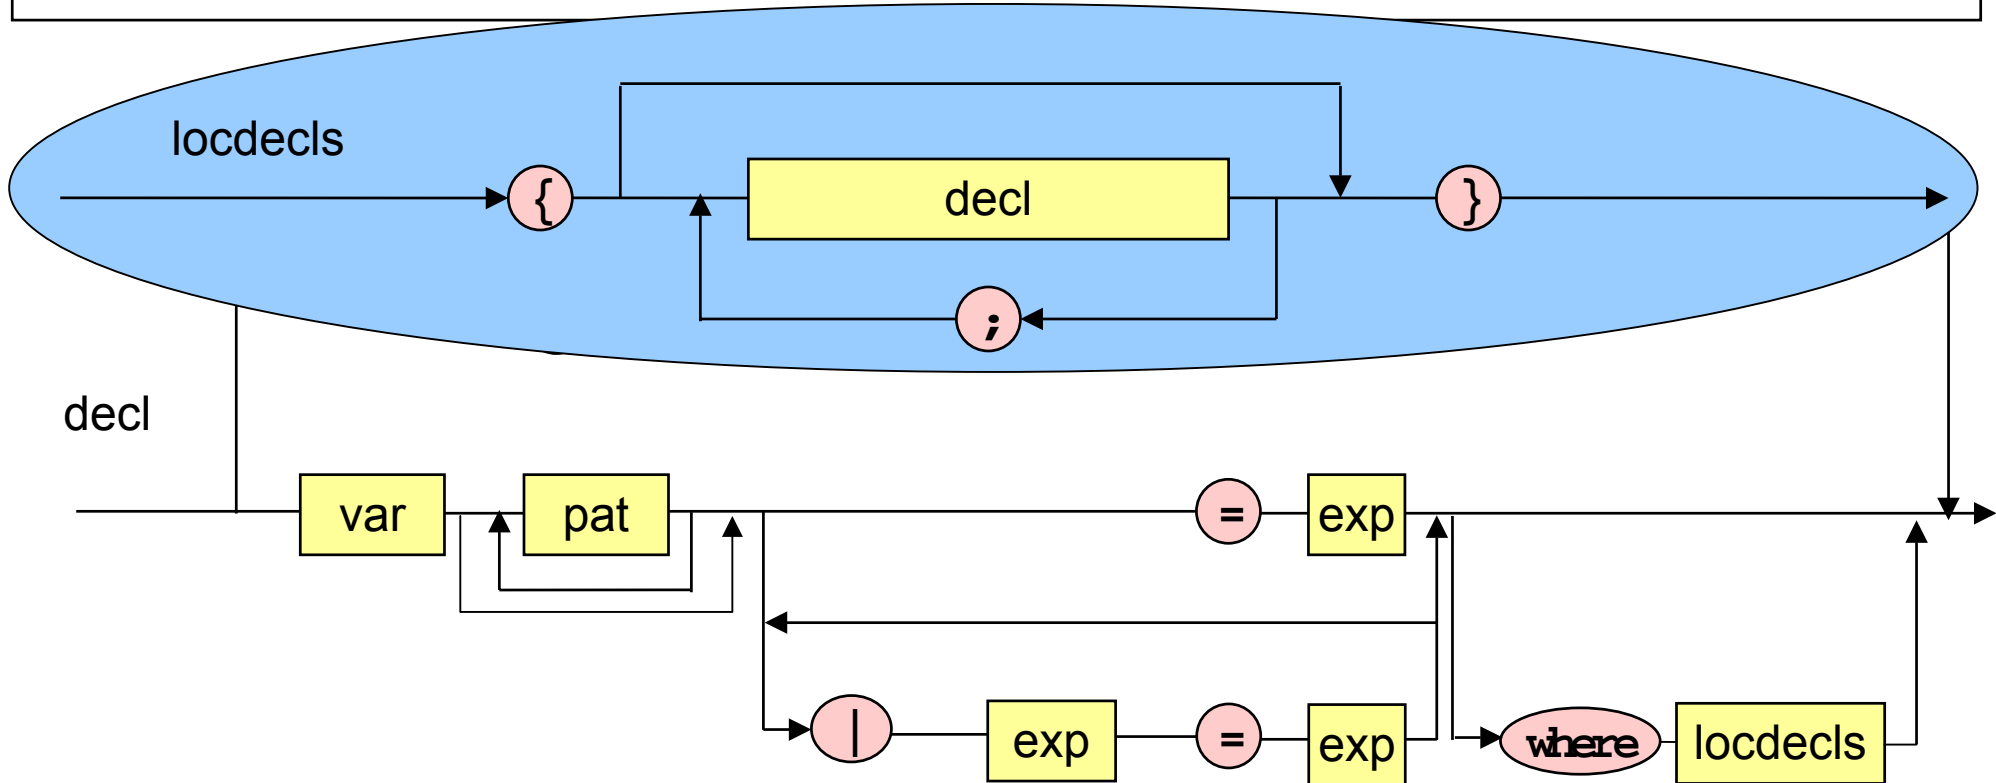 locdecls
{ decl }
;
decl
var pat = exp
| exp = exp where locdecls